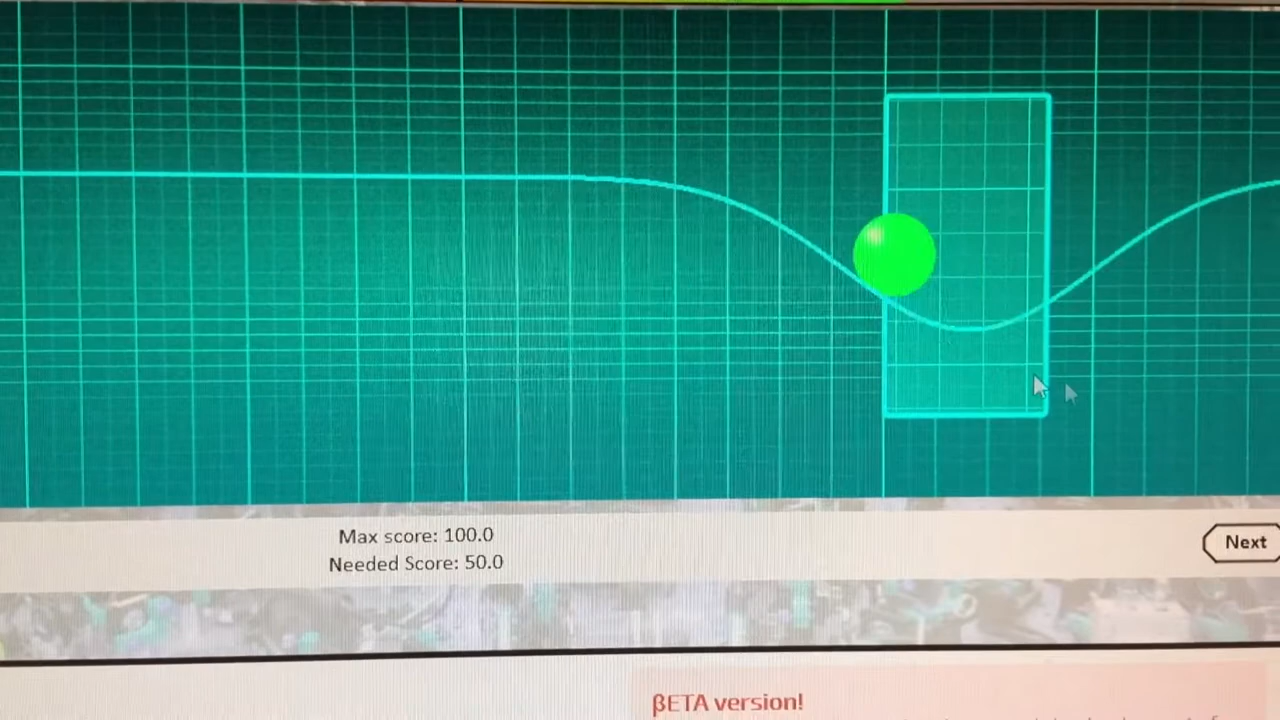 Max score: 100.0
Needed Score: 50.0
Next
βETA version!